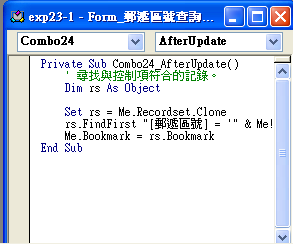 exp23-1 - Form_郵遞區號查詢...
Combo24 AfterUpdate
Private Sub Combo24_AfterUpdate()
' 尋找與控制項符合的記錄。
Dim rs As Object
Set rs = Me.Recordset.Clone
rs.FindFirst "[郵遞區號] = '" & Me!
Me.Bookmark = rs.Bookmark
End Sub